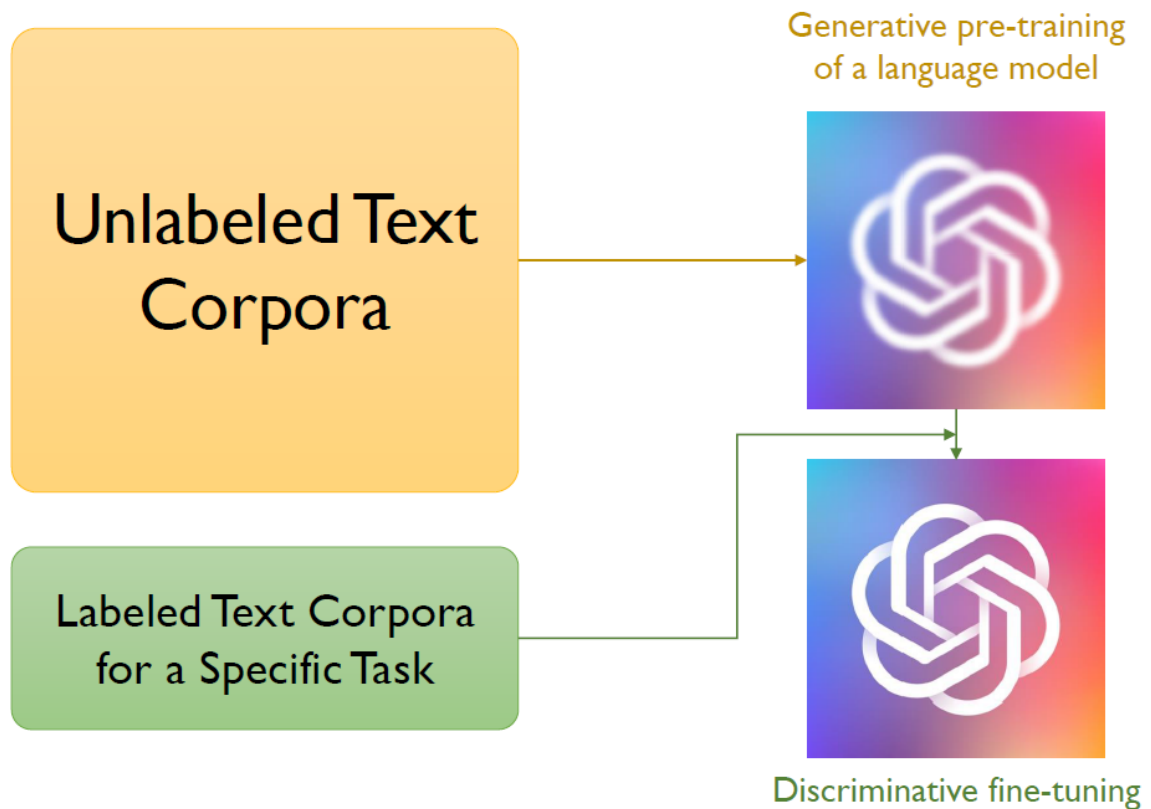 Generative pre-training
of a language model
Unlabeled Text
Corpora
Labeled Text Corpora
for a Specific Task
Discriminative fine-tuning